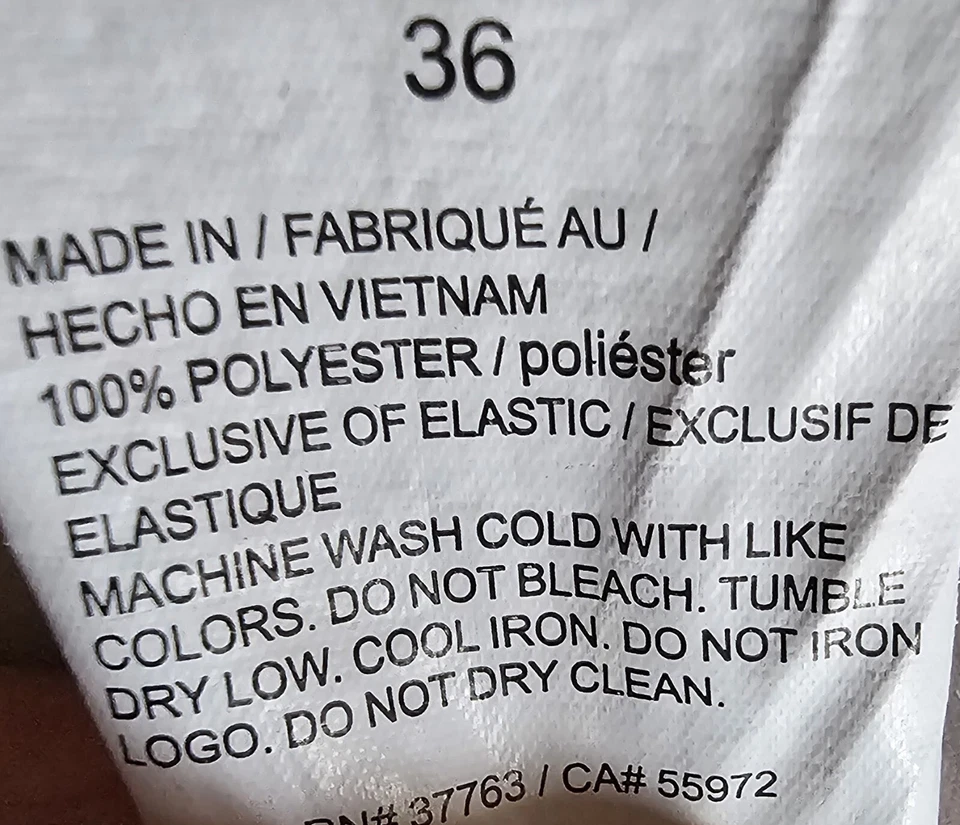 36
MADE IN / FABRIQUÉ AU /
HECHO EN VIETNAM
100% POLYESTER / poliéster
EXCLUSIVE OF ELASTIC / EXCLUSIF DE
ELASTIQUE
MACHINE WASH COLD WITH LIKE
COLORS. DO NOT BLEACH. TUMBLE
DRY LOW. COOL IRON. DO NOT IRON
LOGO. DO NOT DRY CLEAN.
RN# 37763 / CA# 55972